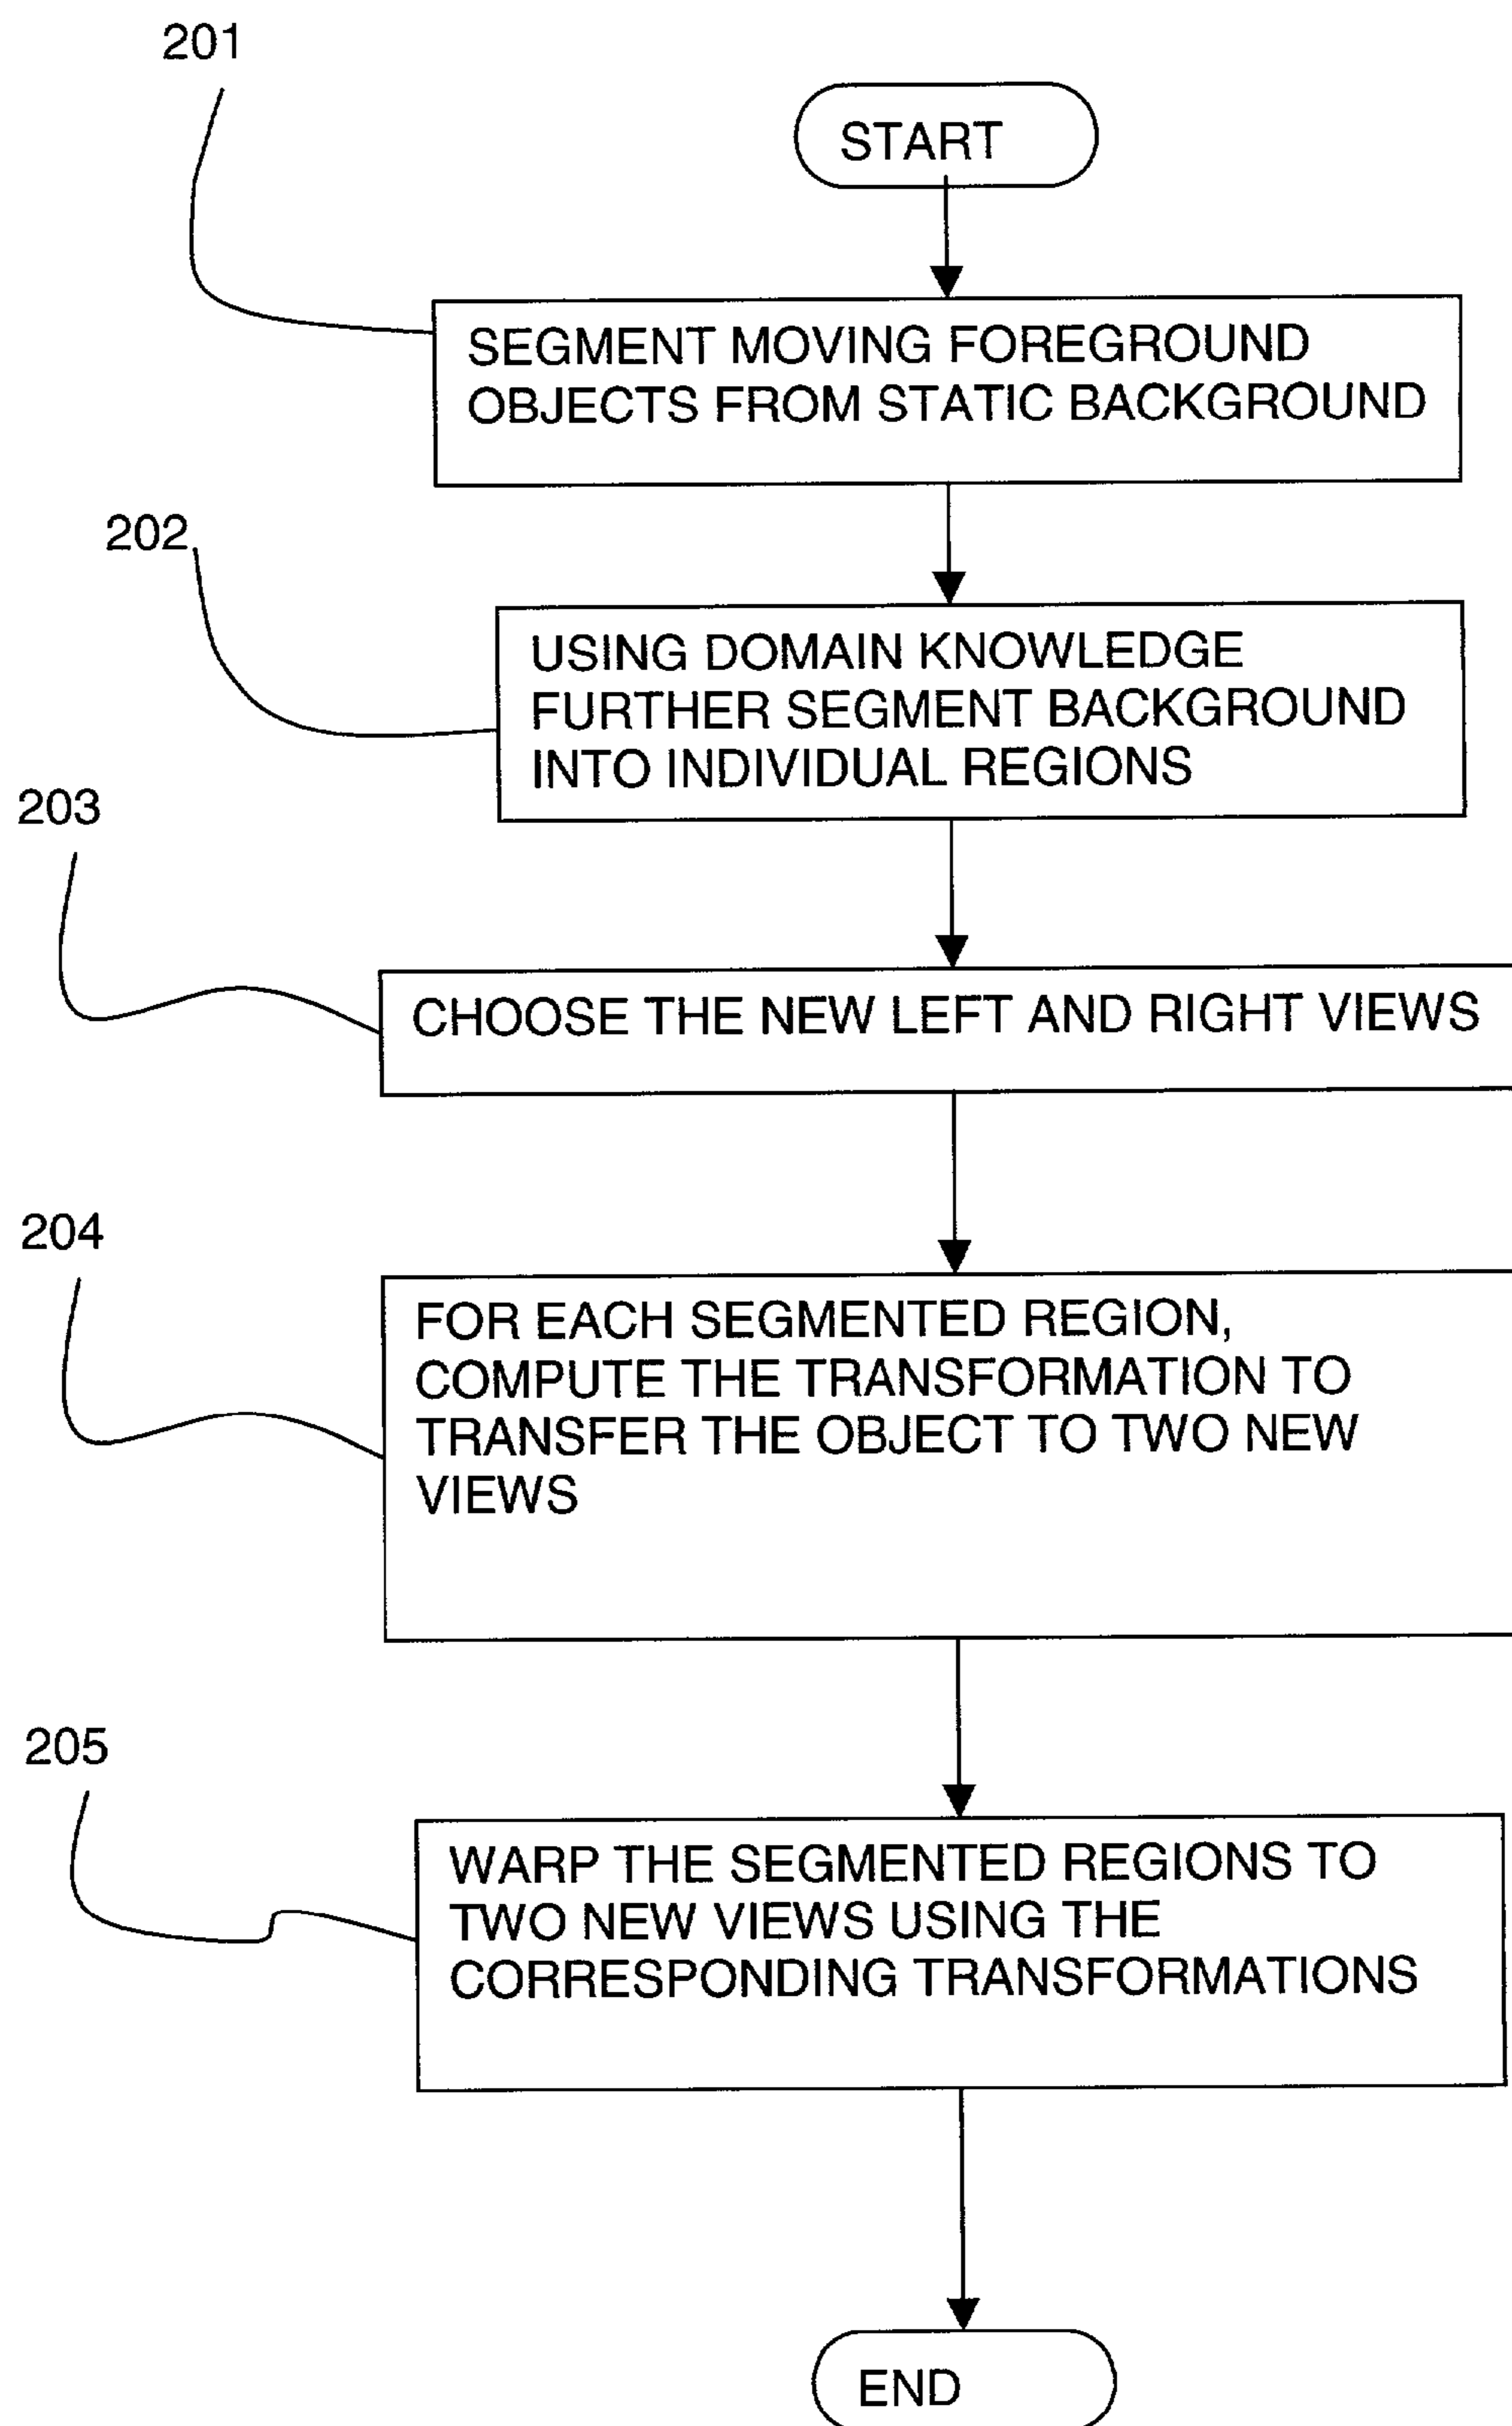 201
START
SEGMENT MOVING FOREGROUND
OBJECTS FROM STATIC BACKGROUND
202
USING DOMAIN KNOWLEDGE
FURTHER SEGMENT BACKGROUND
INTO INDIVIDUAL REGIONS
203
CHOOSE THE NEW LEFT AND RIGHT VIEWS
204
FOR EACH SEGMENTED REGION,
COMPUTE THE TRANSFORMATION TO
TRANSFER THE OBJECT TO TWO NEW
VIEWS
205
WARP THE SEGMENTED REGIONS TO
TWO NEW VIEWS USING THE
CORRESPONDING TRANSFORMATIONS
END